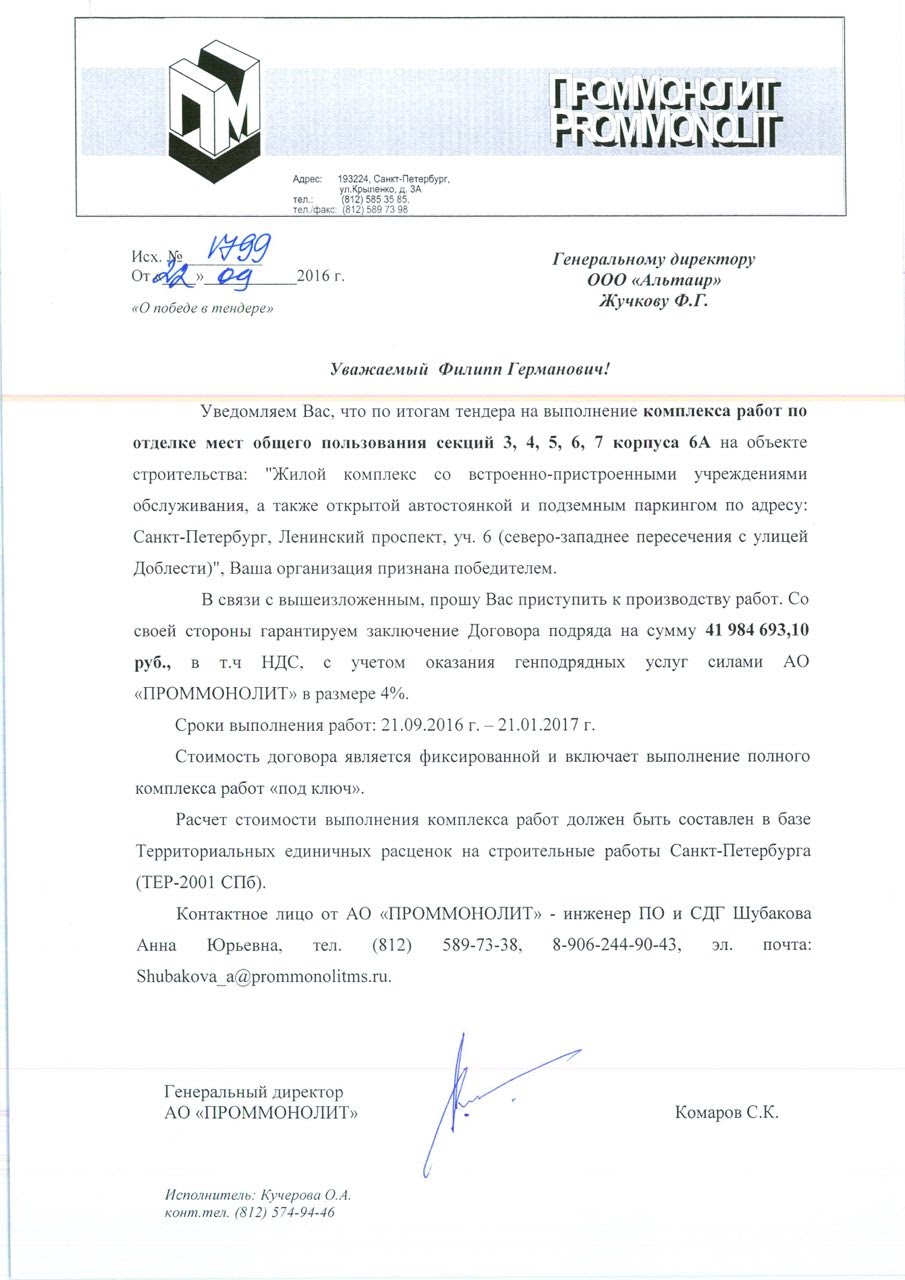 ПМ
ПРОММОНОЛИТ
PROMMONOLIT
Адрес: 193224, Санкт-Петербург,
ул.Крыленко, д. 3А
тел.: (812) 585 35 85,
тел./факс: (812) 589 73 98
Исх. № 1799
От «22» 09 2016 г.
«О победе в тендере»
Генеральному директору
ООО «Альтаир»
Жучкову Ф.Г.
Уважаемый Филипп Германович!
Уведомляем Вас, что по итогам тендера на выполнение комплекса работ по
отделке мест общего пользования секций 3, 4, 5, 6, 7 корпуса 6А на объекте
строительства: "Жилой комплекс со встроенно-пристроенными учреждениями
обслуживания, а также открытой автостоянкой и подземным паркингом по адресу:
Санкт-Петербург, Ленинский проспект, уч. 6 (северо-западнее пересечения с улицей
Доблести)", Ваша организация признана победителем.
В связи с вышеизложенным, прошу Вас приступить к производству работ. Со
своей стороны гарантируем заключение Договора подряда на сумму 41 984 693,10
руб., в т.ч НДС, с учетом оказания генподрядных услуг силами АО
«ПРОММОНОЛИТ» в размере 4%.
Сроки выполнения работ: 21.09.2016 г. – 21.01.2017 г.
Стоимость договора является фиксированной и включает выполнение полного
комплекса работ «под ключ».
Расчет стоимости выполнения комплекса работ должен быть составлен в базе
Территориальных единичных расценок на строительные работы Санкт-Петербурга
(ТЕР-2001 СПб).
Контактное лицо от АО «ПРОММОНОЛИТ» - инженер ПО и СДГ Шубакова
Анна Юрьевна, тел. (812) 589-73-38, 8-906-244-90-43, эл. почта:
Shubakova_a@prommonolitms.ru.
Генеральный директор
АО «ПРОММОНОЛИТ»
Комаров С.К.
Исполнитель: Кучерова О.А.
конт.тел. (812) 574-94-46